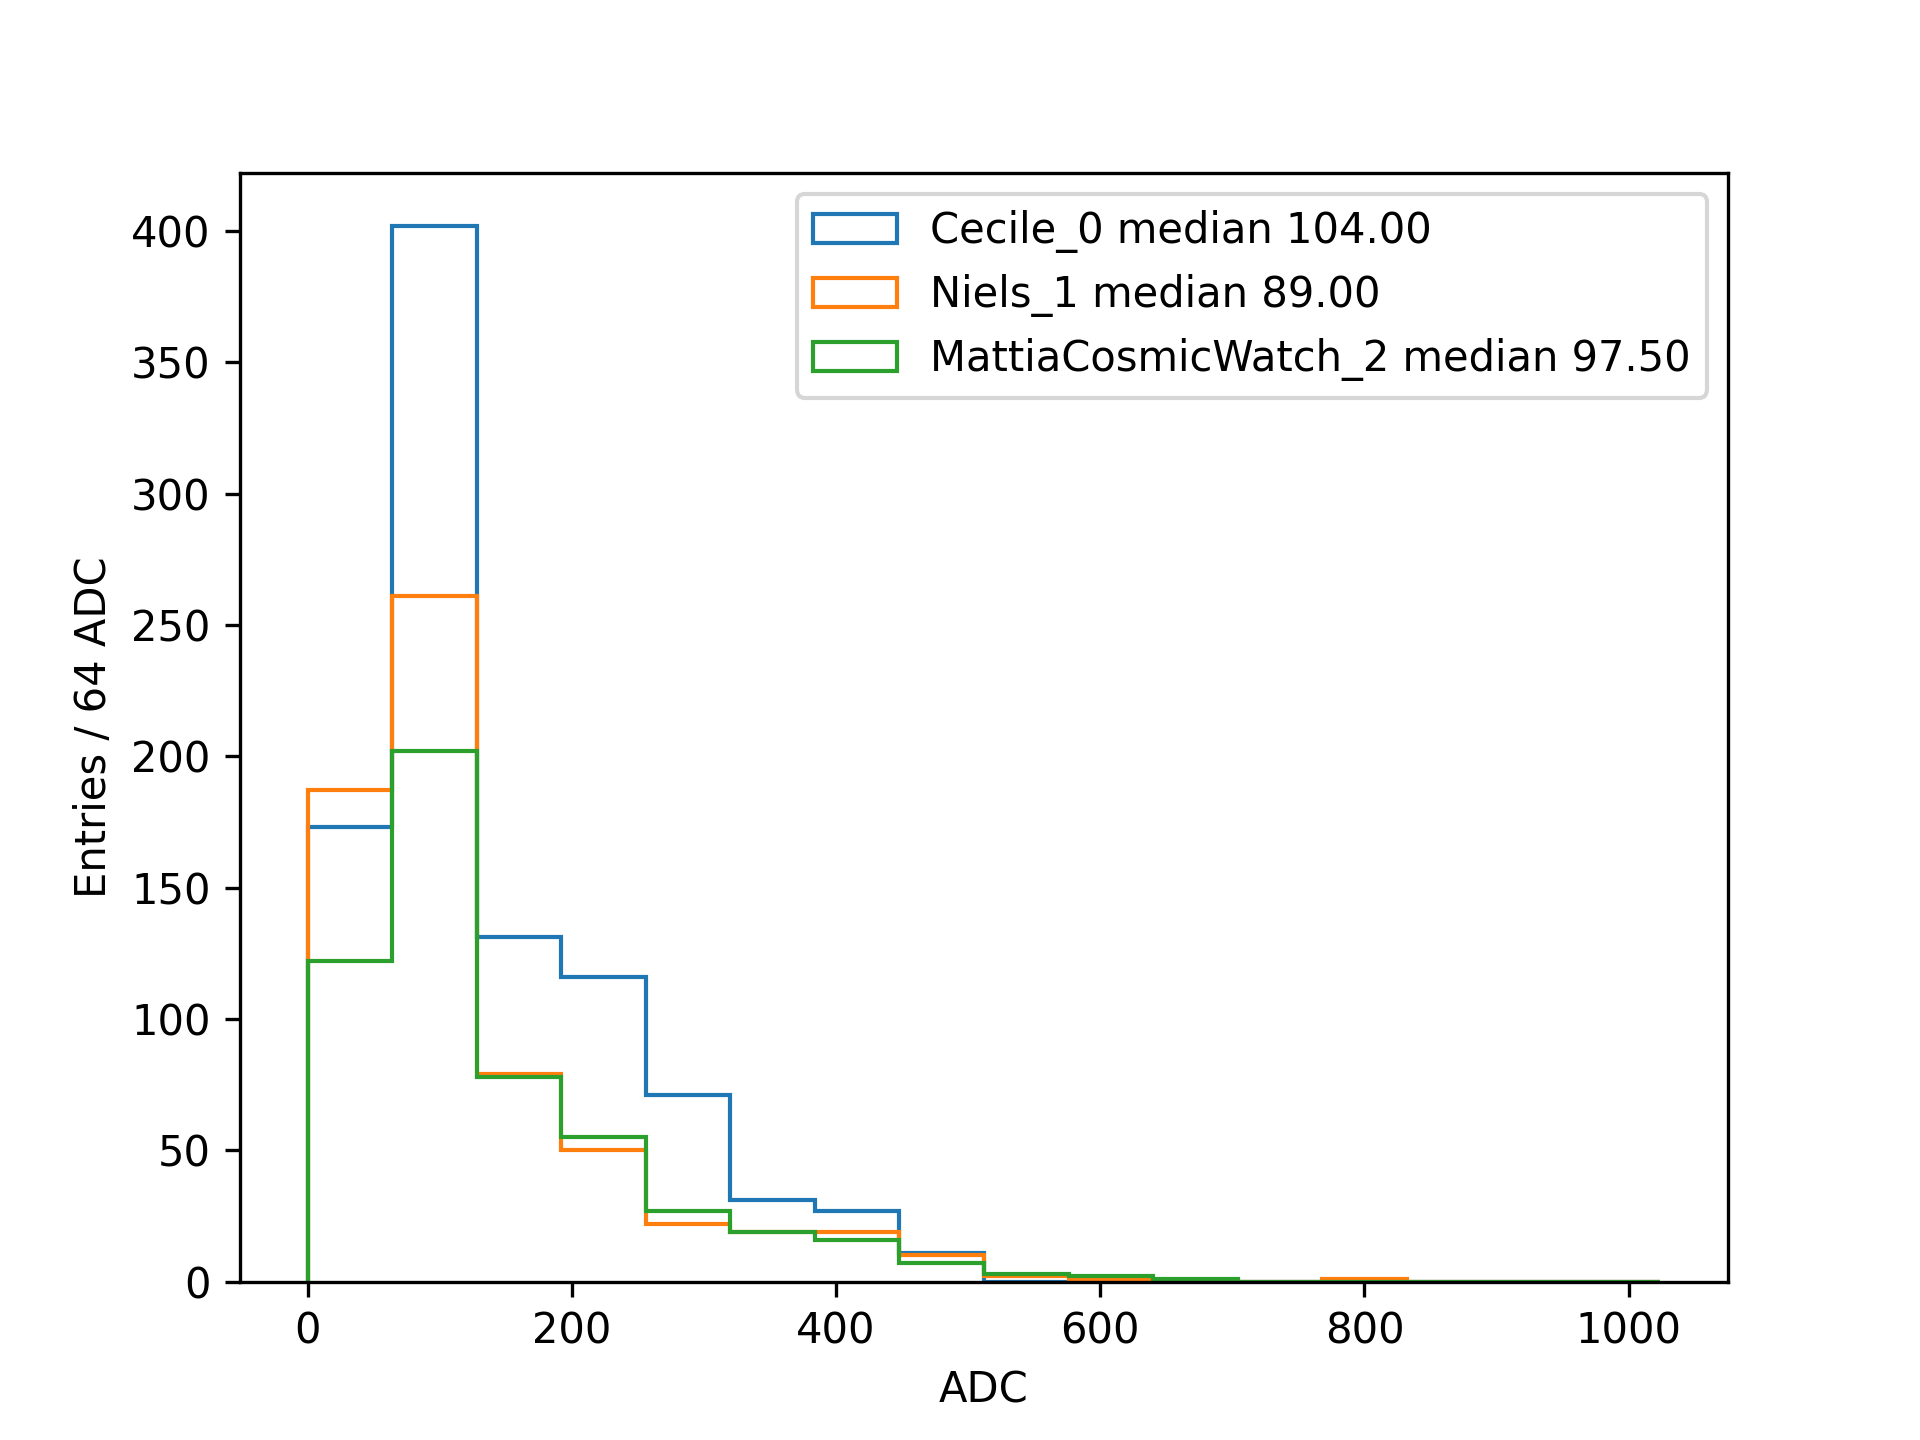 Cecile_0 median 104.00
Niels_1 median 89.00
MattiaCosmicWatch_2 median 97.50
400
350
300
250
200
150
100
50
0
Entries / 64 ADC
0 200 400 600 800 1000
ADC